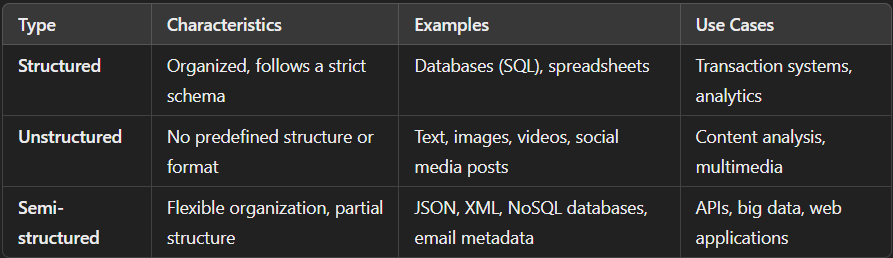 Type Characteristics Examples Use Cases
Structured Organized, follows a strict schema Databases (SQL), spreadsheets Transaction systems, analytics
Unstructured No predefined structure or format Text, images, videos, social media posts Content analysis, multimedia
Semi-structured Flexible organization, partial structure JSON, XML, NoSQL databases, email metadata APIs, big data, web applications